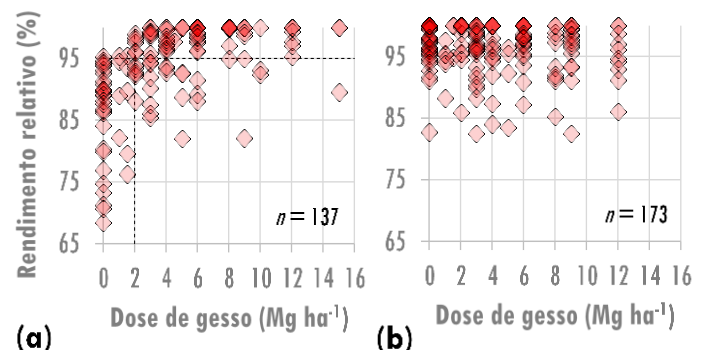 Rendimento relativo (%)
95
85
75
65
n = 137
0 2 4 6 8 10 12 14 16
Dose de gesso (Mg ha-1)
(a)
95
85
75
65
n = 173
0 2 4 6 8 10 12 14 16
Dose de gesso (Mg ha-1)
(b)